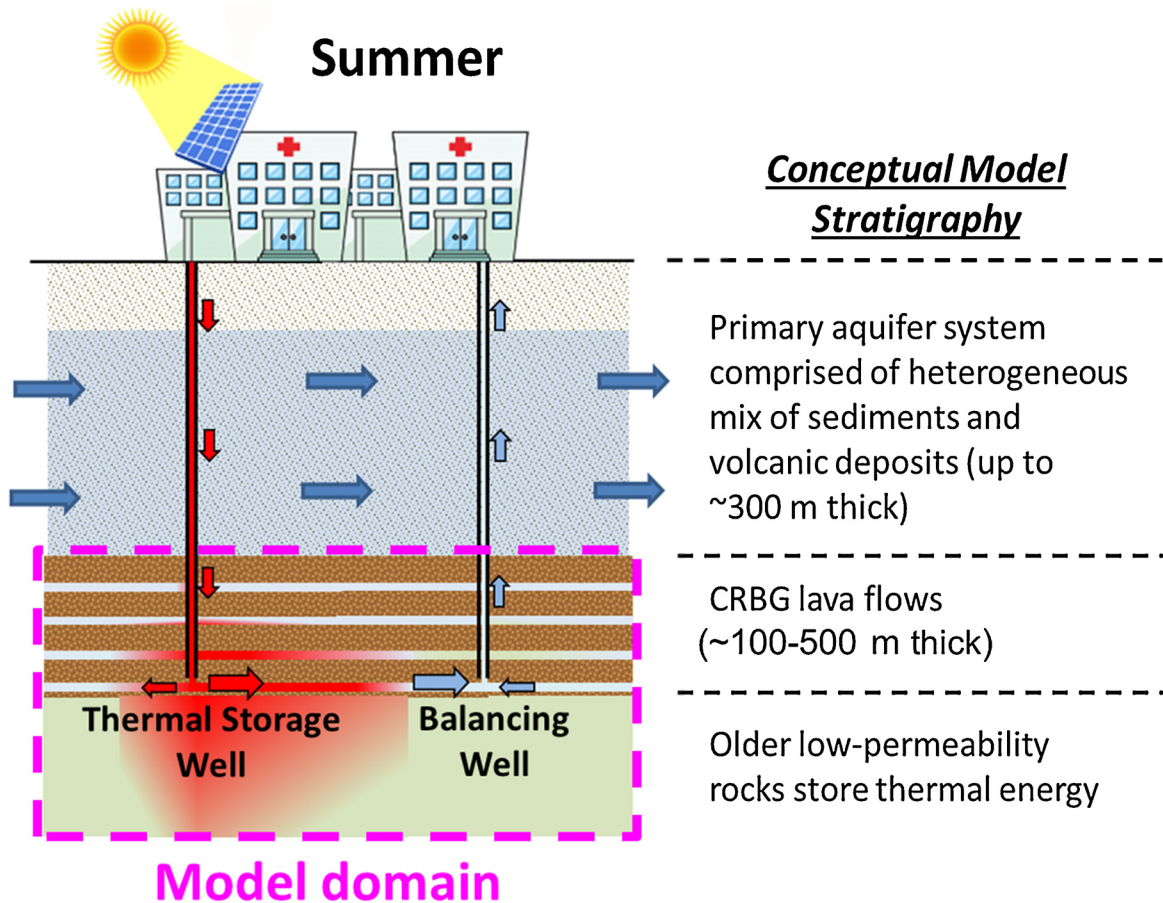 Summer
Conceptual Model
Stratigraphy
Primary aquifer system
comprised of heterogeneous
mix of sediments and
volcanic deposits (up to
~300 m thick)
CRBG lava flows
(~100-500 m thick)
Thermal Storage
Well
Balancing
Well
Older low-permeability
rocks store thermal energy
Model domain